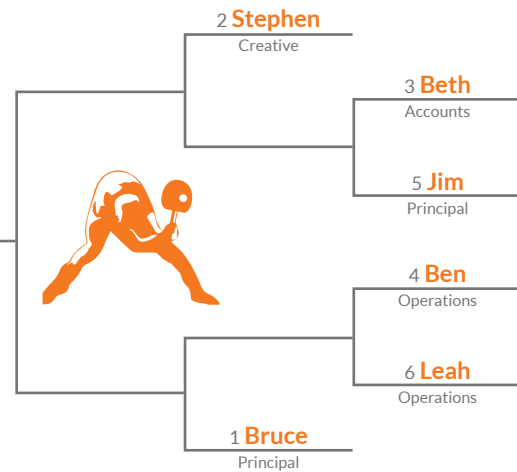 2 Stephen
Creative
3 Beth
Accounts
5 Jim
Principal
4 Ben
Operations
6 Leah
Operations
1 Bruce
Principal